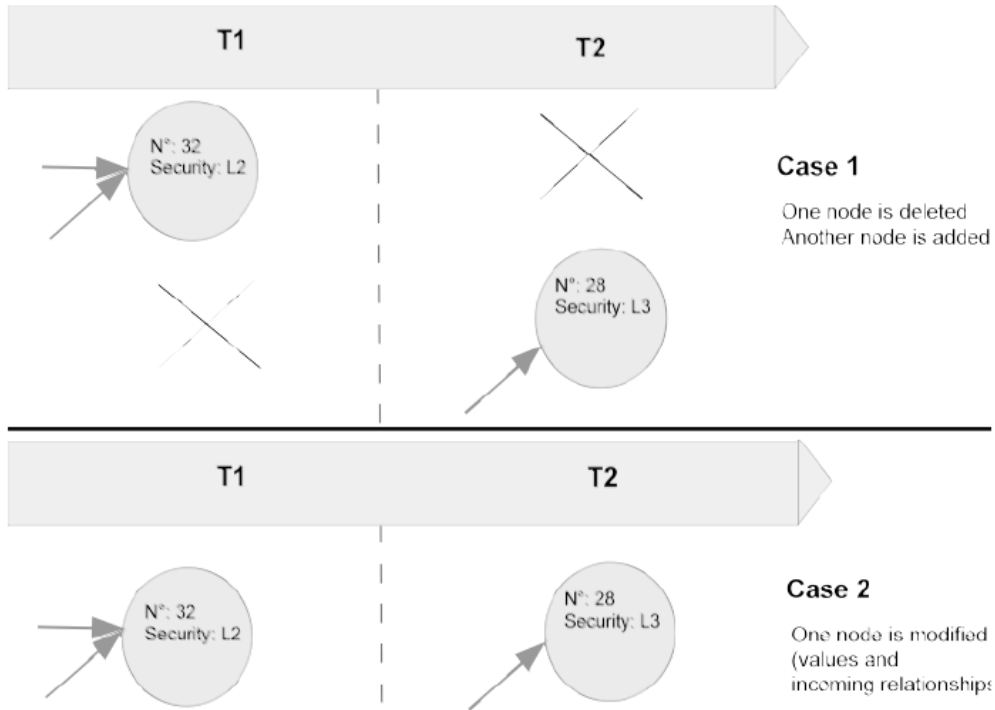 T1
T2
N°: 32
Security: L2
Case 1
One node is deleted
Another node is added
N°: 28
Security: L3
T1
T2
N°: 32
Security: L2
N°: 28
Security: L3
Case 2
One node is modified
(values and
incoming relationships